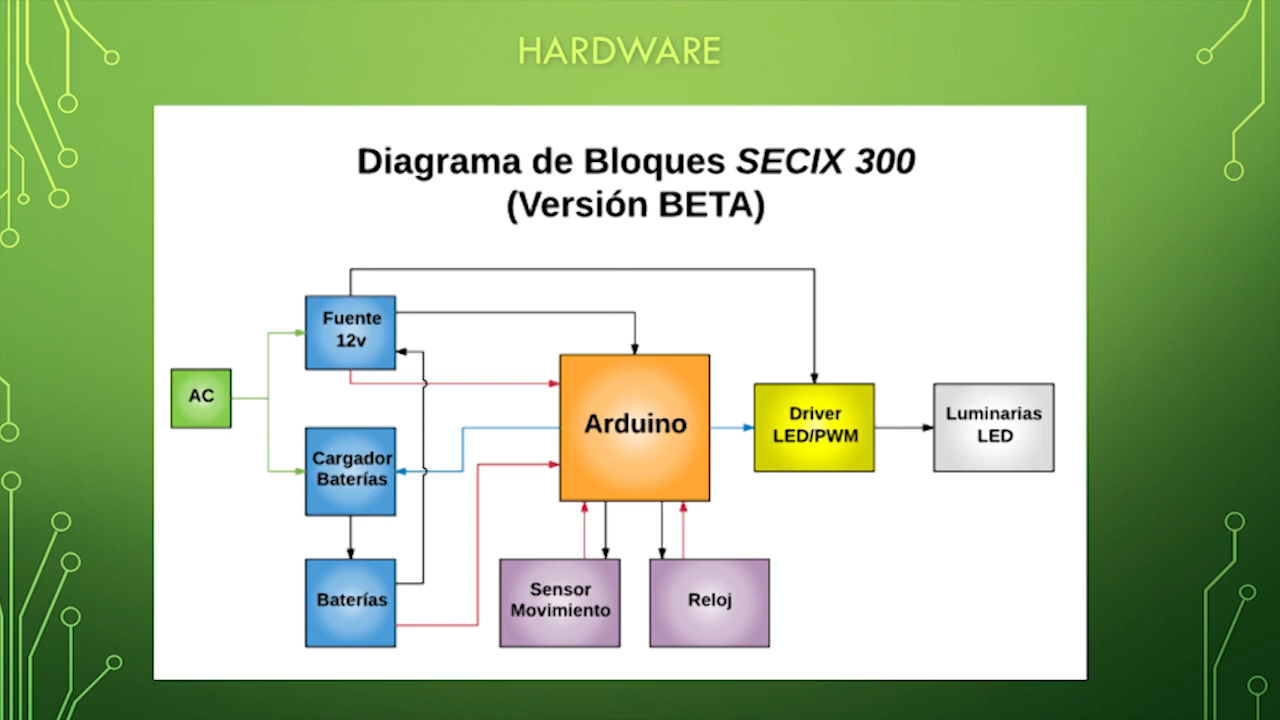 HARDWARE
Diagrama de Bloques SECIX 300
(Versión BETA)
Fuente
12v
AC
Cargador
Baterías
Baterías
Arduino
Driver
LED/PWM
Luminarias
LED
Sensor
Movimiento
Reloj